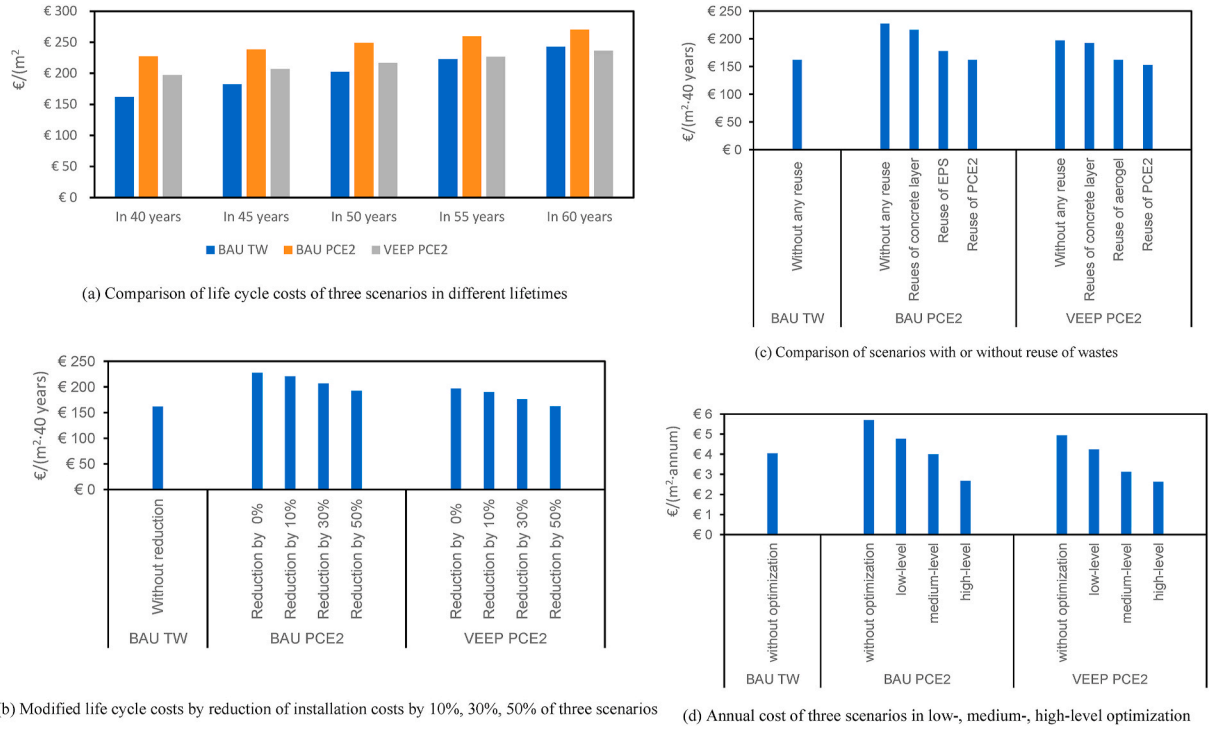 € 300
€ 250
€ 200
€ 150
€ 100
€ 50
€ 0
€/(m²
In 40 years In 45 years In 50 years In 55 years In 60 years
BAU TW BAU PCE2 VEEP PCE2
(a) Comparison of life cycle costs of three scenarios in different lifetimes
€ 250
€ 200
€ 150
€ 100
€ 50
€ 0
€/(m²·40 years)
Without any reuse
Without any reuse
Reues of concrete layer
Reuse of EPS
Reuse of PCE2
Without any reuse
Reues of concrete layer
Reuse of aerogel
Reuse of PCE2
BAU TW BAU PCE2 VEEP PCE2
(c) Comparison of scenarios with or without reuse of wastes
€ 250
€ 200
€ 150
€ 100
€ 50
€ 0
€/(m²·40 years)
Without reduction
Reduction by 0%
Reduction by 10%
Reduction by 30%
Reduction by 50%
Reduction by 0%
Reduction by 10%
Reduction by 30%
Reduction by 50%
BAU TW BAU PCE2 VEEP PCE2
b) Modified life cycle costs by reduction of installation costs by 10%, 30%, 50% of three scenarios
€ 6
€ 5
€ 4
€ 3
€ 2
€ 1
€ 0
€/(m²·annum)
without optimization
without optimization
low-level
medium-level
high-level
without optimization
low-level
medium-level
high-level
BAU TW BAU PCE2 VEEP PCE2
(d) Annual cost of three scenarios in low-, medium-, high-level optimization